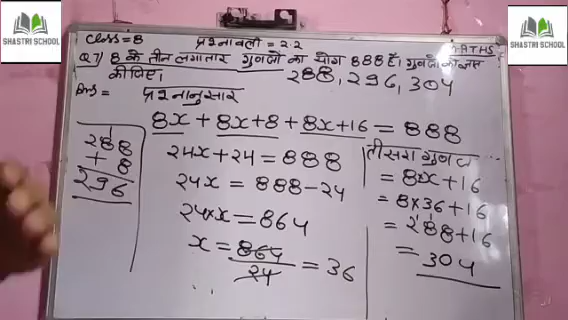 SHASTRI SCHOOL
SHASTRI SCHOOL
Class = 8 प्रश्नावली = 2.2 MATHS
Q7) 8 के तीन लगातार गुणजों का योग 888 है। गुणजों को ज्ञात
कीजिए। 288, 296, 304
Ans = प्रश्नानुसार
8x + 8x+8 + 8x+16 = 888
24x + 24 = 888
24x = 888-24
24×x = 864
x = 864
24
= 36
288
+ 8
296
तीसरा गुणज
= 8×x + 16
= 8×36 + 16
= 288+16
= 304